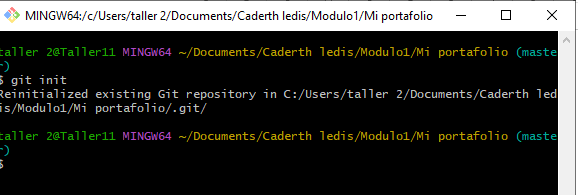 MINGW64:/c/Users/taller 2/Documents/Caderth ledis/Modulo1/Mi portafolio
taller 2@Taller11 MINGW64 ~/Documents/Caderth ledis/Modulo1/Mi portafolio (maste
r)
$ git init
Reinitialized existing Git repository in C:/Users/taller 2/Documents/Caderth led
is/Modulo1/Mi portafolio/.git/
taller 2@Taller11 MINGW64 ~/Documents/Caderth ledis/Modulo1/Mi portafolio (maste
r)
$